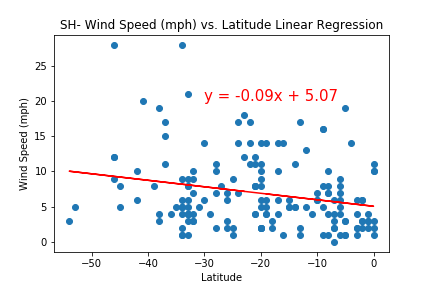 SH- Wind Speed (mph) vs. Latitude Linear Regression
y = -0.09x + 5.07
Wind Speed (mph)
25
20
15
10
5
0
−50 −40 −30 −20 −10 0
Latitude